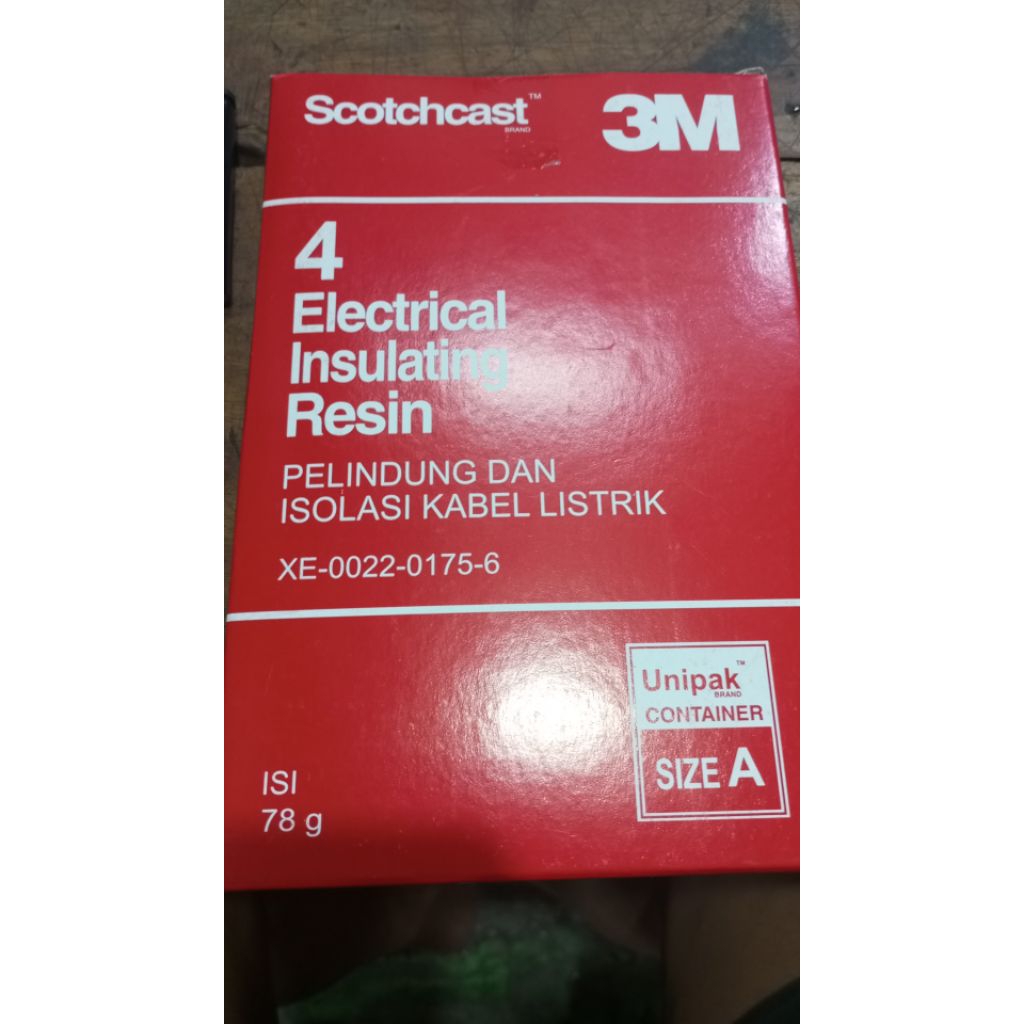 Scotchcast™
BRAND
3M
4
Electrical
Insulating
Resin
PELINDUNG DAN
ISOLASI KABEL LISTRIK
XE-0022-0175-6
Unipak™
BRAND
CONTAINER
SIZE A
ISI
78 g